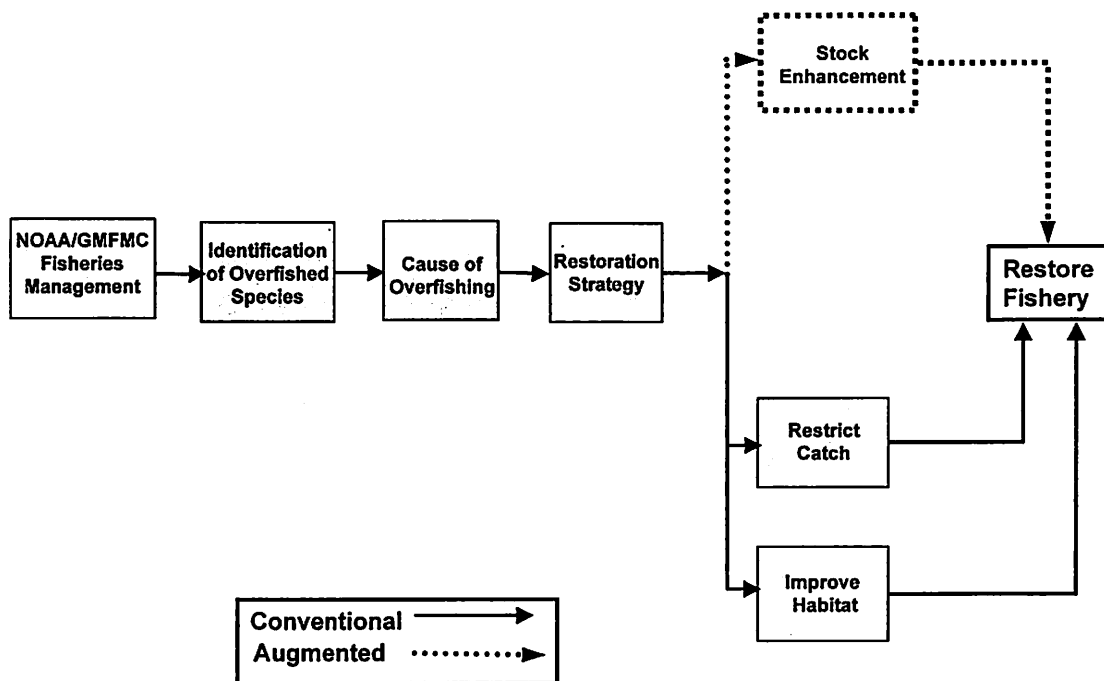 Stock
Enhancement
NOAA/GMFMC
Fisheries
Management
Identification
of Overfished
Species
Cause of
Overfishing
Restoration
Strategy
Restore
Fishery
Restrict
Catch
Improve
Habitat
Conventional
Augmented